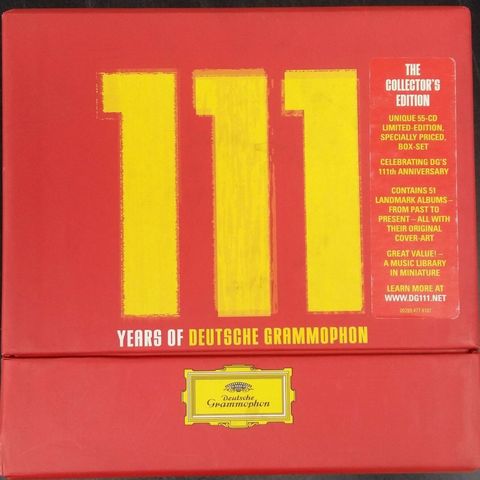 111
YEARS OF DEUTSCHE GRAMMOPHON
THE
COLLECTOR'S
EDITION
UNIQUE 55-CD
LIMITED-EDITION,
SPECIALLY PRICED,
BOX-SET
CELEBRATING DG'S
111th ANNIVERSARY
CONTAINS 51
LANDMARK ALBUMS –
FROM PAST TO
PRESENT – ALL WITH
THEIR ORIGINAL
COVER-ART
GREAT VALUE! –
A MUSIC LIBRARY
IN MINIATURE
LEARN MORE AT
WWW.DG111.NET
Deutsche
Grammophon